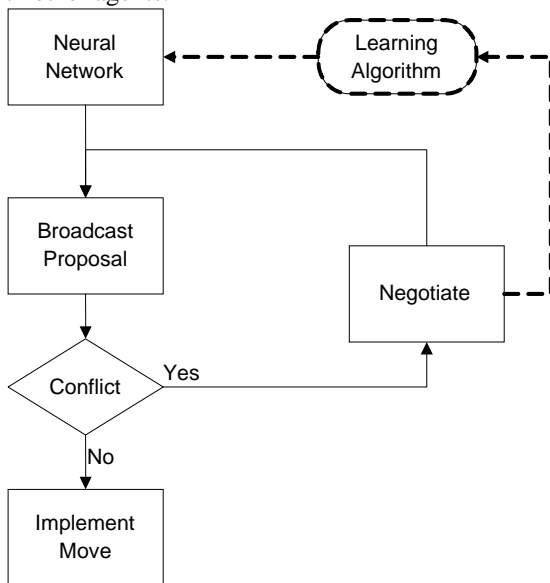 Neural
Network
Learning
Algorithm
Broadcast
Proposal
Negotiate
Conflict
Yes
No
Implement
Move